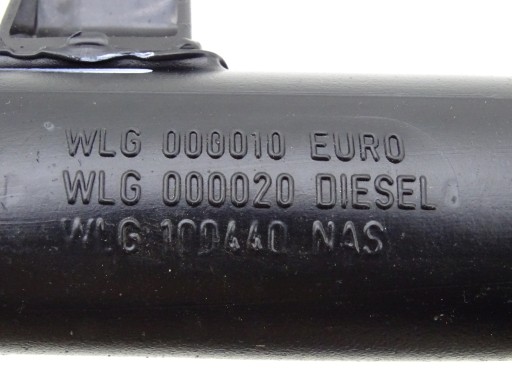 WLG 000010 EURO
WLG 000020 DIESEL
WLG 100440 NAS